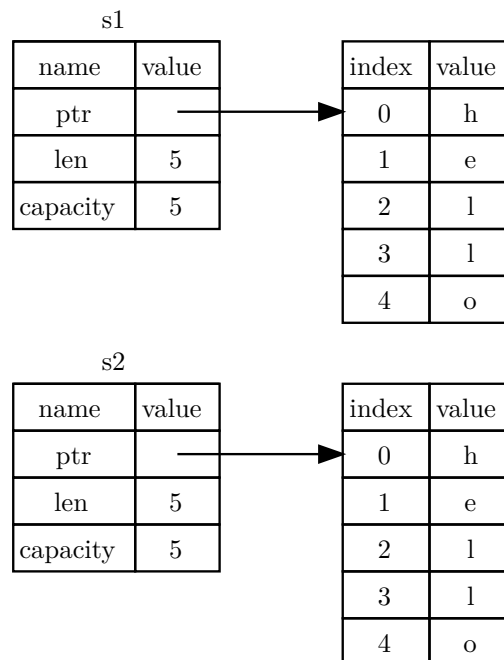 s1
name value
ptr
len 5
capacity 5
index value
0 h
1 e
2 l
3 l
4 o
s2
name value
ptr
len 5
capacity 5
index value
0 h
1 e
2 l
3 l
4 o